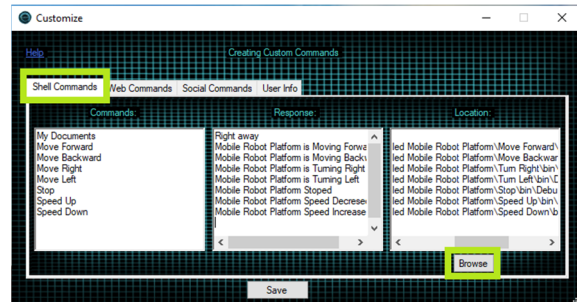 Customize
Help
Creating Custom Commands
Shell Commands
Web Commands
Social Commands
User Info
Commands:
Response:
Location:
My Documents
Move Forward
Move Backward
Move Right
Move Left
Stop
Speed Up
Speed Down
Right away
Mobile Robot Platform is Moving Forwa
Mobile Robot Platform is Moving Back
Mobile Robot Platform is Turning Right
Mobile Robot Platform is Turning Left
Mobile Robot Platform Stoped
Mobile Robot Platform Speed Decrese
Mobile Robot Platform Speed Increase
led Mobile Robot Platform\Move Forward\
led Mobile Robot Platform\Move Backwar
led Mobile Robot Platform\Turn Right\bin\
led Mobile Robot Platform\Turn Left\bin\D
led Mobile Robot Platform\Stop\bin\Debu
led Mobile Robot Platform\Speed Up\bin\
led Mobile Robot Platform\Speed Down\b
Browse
Save